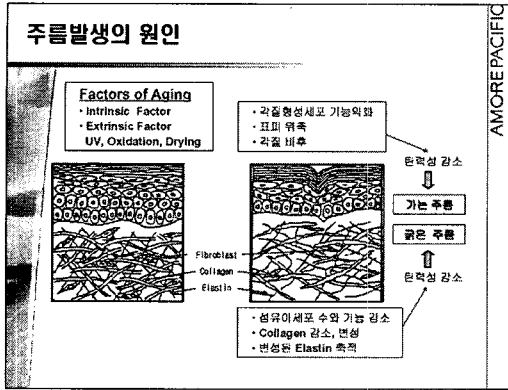 주름발생의 원인
AMOREPACIFIC
Factors of Aging
• Intrinsic Factor
• Extrinsic Factor
UV, Oxidation, Drying
• 각질형성세포 기능약화
• 표피 위축
• 각질 비후
탄력성 감소
가는 주름
굵은 주름
탄력성 감소
Fibroblast
Collagen
Elastin
• 섬유아세포 수와 기능 감소
• Collagen 감소, 변성
• 변성된 Elastin 축적